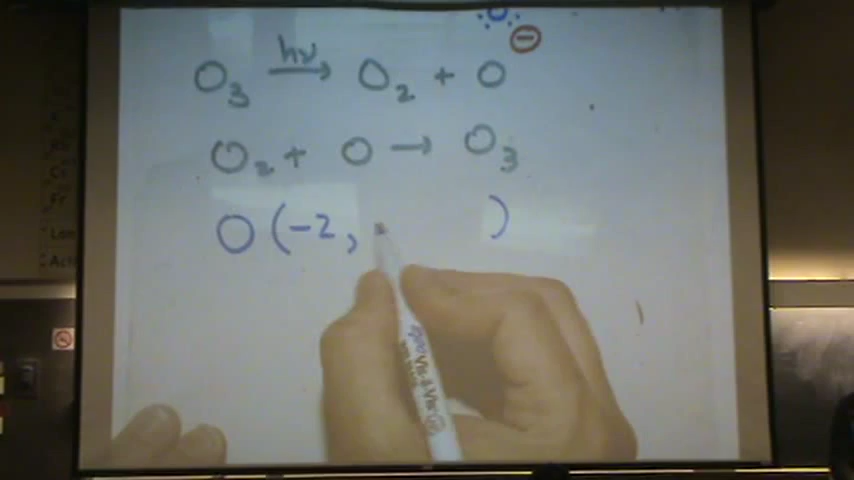 O₃ hν→ O₂ + O
O₂ + O → O₃
O (-2,     )